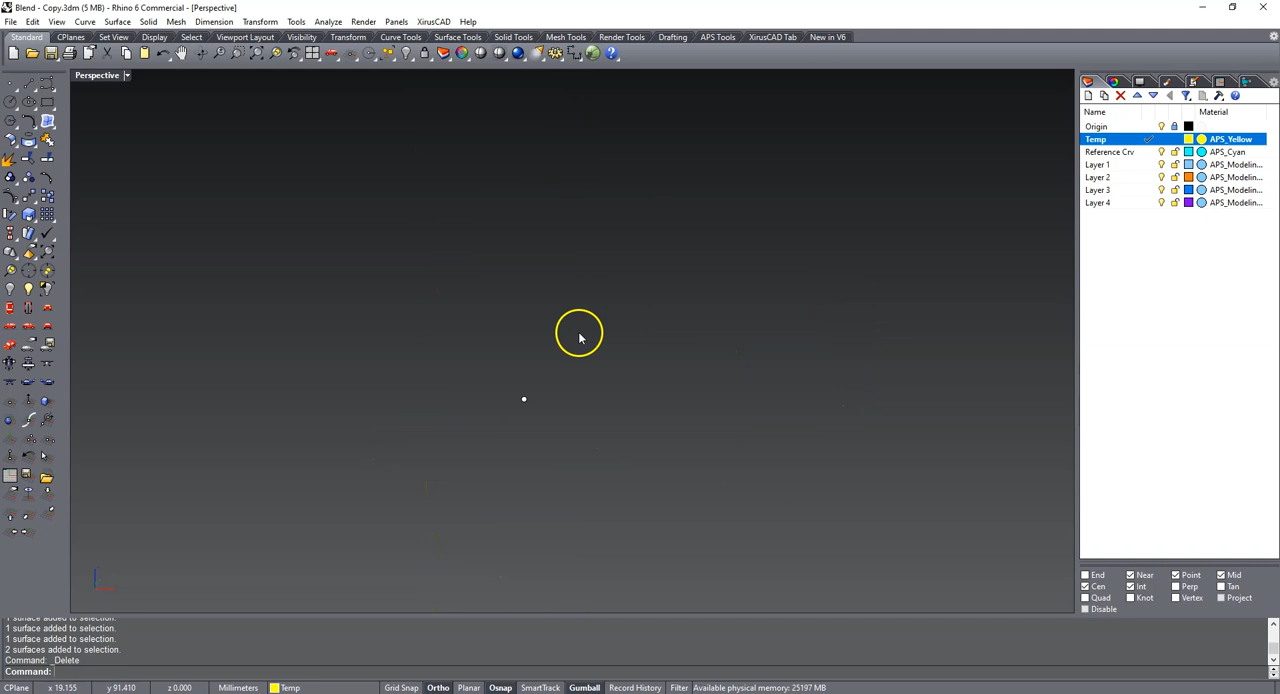 Blend - Copy.3dm (5 MB) - Rhino 6 Commercial - [Perspective]
File Edit View Curve Surface Solid Mesh Dimension Transform Tools Analyze Render Panels XirusCAD Help
Standard CPlanes Set View Display Select Viewport Layout Visibility Transform Curve Tools Surface Tools Solid Tools Mesh Tools Render Tools Drafting APS Tools XirusCAD Tab New in V6
Perspective
Name Material
Origin
Temp APS_Yellow
Reference Crv APS_Cyan
Layer 1 APS_Modelin...
Layer 2 APS_Modelin...
Layer 3 APS_Modelin...
Layer 4 APS_Modelin...
End Near Point Mid
Cen Int Perp Tan
Quad Knot Vertex Project
Disable
1 surface added to selection.
1 surface added to selection.
1 surface added to selection.
2 surfaces added to selection.
Command: _Delete
Command:
CPlane x 19.155 y 91.410 z 0.000 Millimeters Temp Grid Snap Ortho Planar Osnap SmartTrack Gumball Record History Filter Available physical memory: 25197 MB